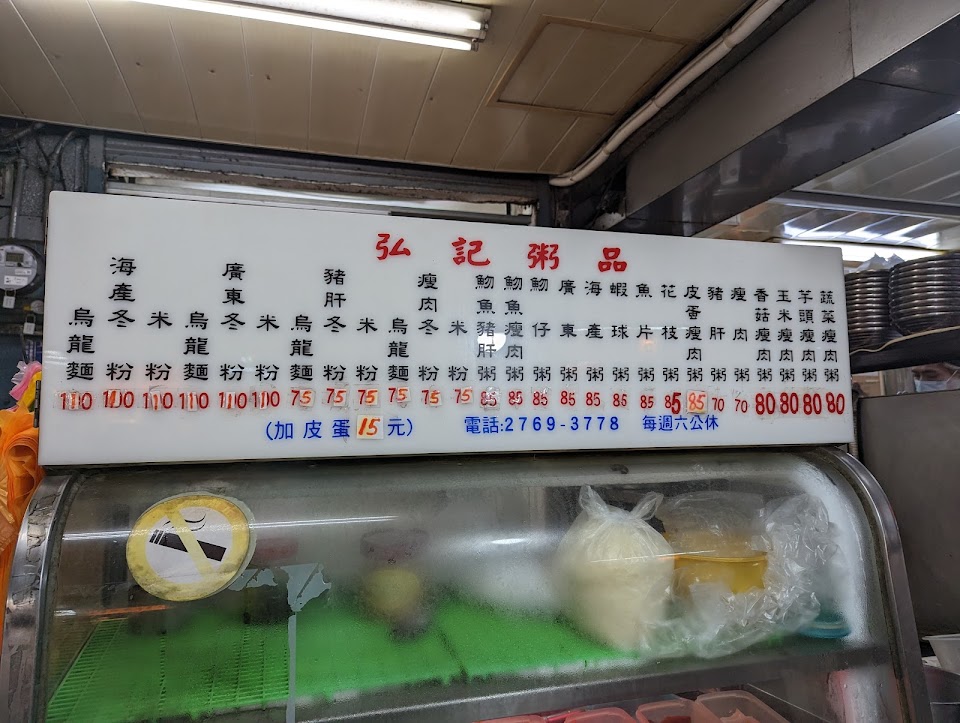 弘記粥品
烏龍麵 110
海產冬粉 110
米粉 110
烏龍麵 110
廣東冬粉 110
米粉 110
烏龍麵 75
豬肝冬粉 75
米粉 75
烏龍麵 75
瘦肉冬粉 75
米粉 75
魩魚豬肝粥 85
魩魚瘦肉粥 85
魩仔粥 85
廣東粥 85
海產粥 85
蝦球粥 85
魚片粥 85
花枝粥 85
皮蛋瘦肉粥 85
豬肝粥 70
瘦肉粥 70
香菇瘦肉粥 80
玉米瘦肉粥 80
芋頭瘦肉粥 80
蔬菜瘦肉粥 80
(加皮蛋15元) 電話:2769-3778 每週六公休